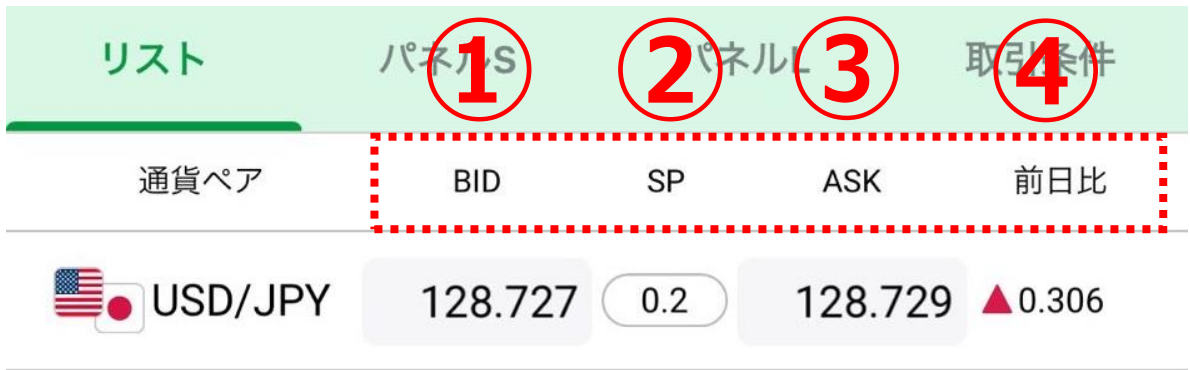 リスト パネルS パネルL 取引条件
① ② ③ ④
通貨ペア BID SP ASK 前日比
USD/JPY 128.727 0.2 128.729 ▲0.306